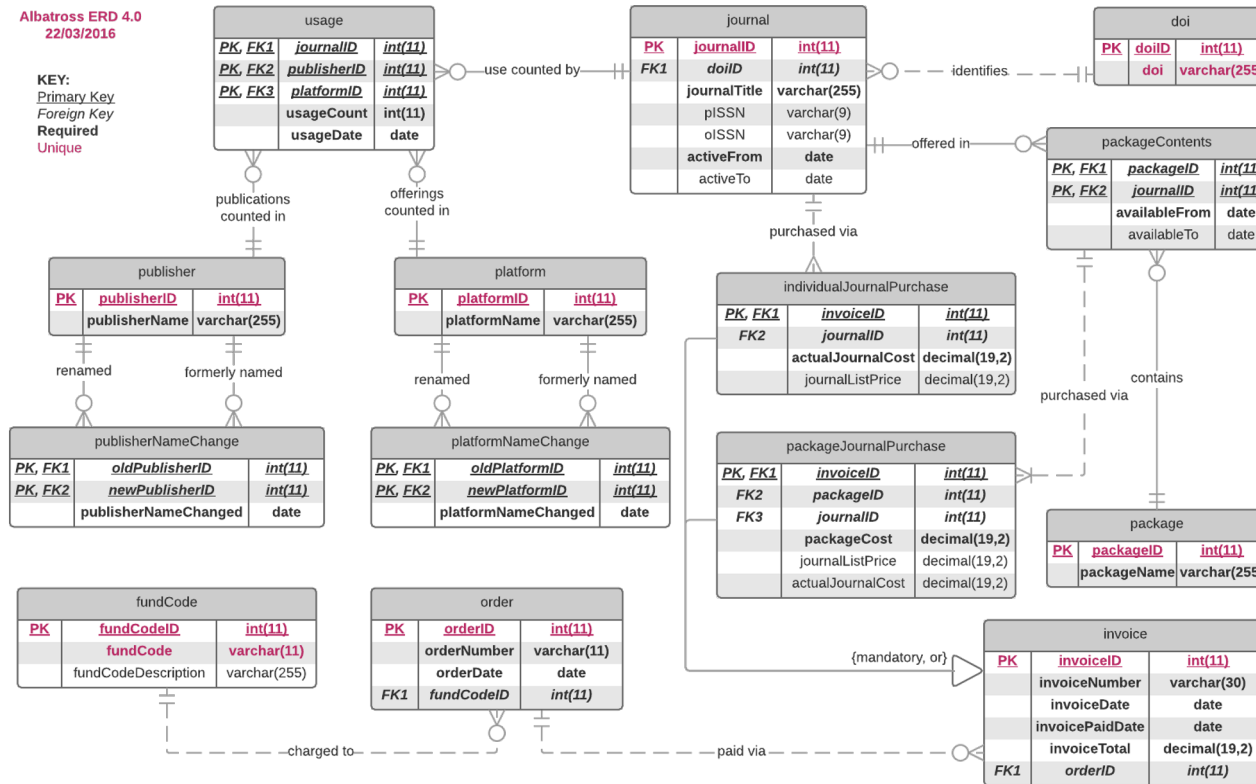 Albatross ERD 4.0
22/03/2016
KEY:
Primary Key
Foreign Key
Required
Unique
usage
PK, FK1 journalID int(11)
PK, FK2 publisherID int(11)
PK, FK3 platformID int(11)
usageCount int(11)
usageDate date
use counted by
journal
PK journalID int(11)
FK1 doiID int(11)
journalTitle varchar(255)
pISSN varchar(9)
oISSN varchar(9)
activeFrom date
activeTo date
identifies
doi
PK doiID int(11)
doi varchar(255
offered in
packageContents
PK, FK1 packageID int(11
PK, FK2 journalID int(11
availableFrom date
availableTo date
publications
counted in
offerings
counted in
purchased via
publisher
PK publisherID int(11)
publisherName varchar(255)
platform
PK platformID int(11)
platformName varchar(255)
individualJournalPurchase
PK, FK1 invoiceID int(11)
FK2 journalID int(11)
actualJournalCost decimal(19,2)
journalListPrice decimal(19,2)
renamed
formerly named
renamed
formerly named
contains
purchased via
publisherNameChange
PK, FK1 oldPublisherID int(11)
PK, FK2 newPublisherID int(11)
publisherNameChanged date
platformNameChange
PK, FK1 oldPlatformID int(11)
PK, FK2 newPlatformID int(11)
platformNameChanged date
packageJournalPurchase
PK, FK1 invoiceID int(11)
FK2 packageID int(11)
FK3 journalID int(11)
packageCost decimal(19,2)
journalListPrice decimal(19,2)
actualJournalCost decimal(19,2)
package
PK packageID int(11)
packageName varchar(255
fundCode
PK fundCodeID int(11)
fundCode varchar(11)
fundCodeDescription varchar(255)
order
PK orderID int(11)
orderNumber varchar(11)
orderDate date
FK1 fundCodeID int(11)
{mandatory, or}
invoice
PK invoiceID int(11)
invoiceNumber varchar(30)
invoiceDate date
invoicePaidDate date
invoiceTotal decimal(19,2)
FK1 orderID int(11)
charged to
paid via